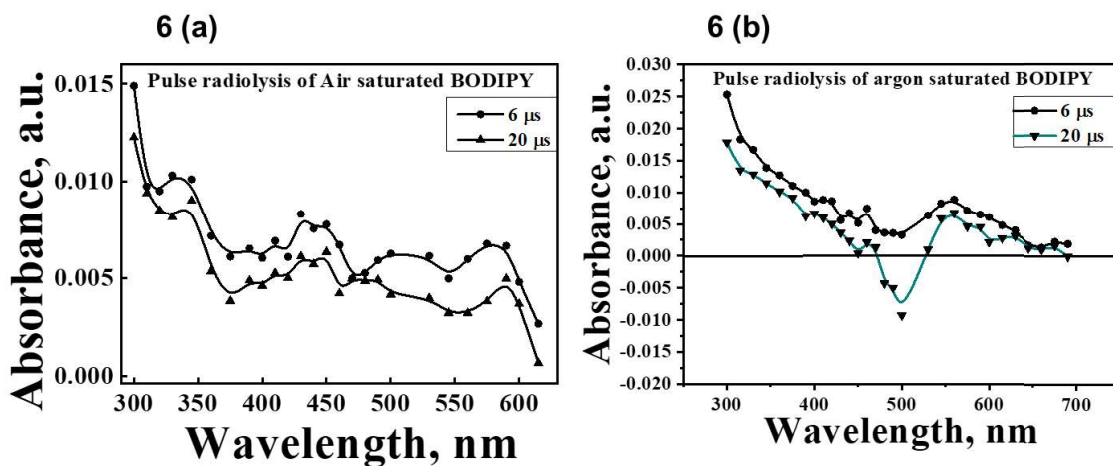 6 (a)
Pulse radiolysis of Air saturated BODIPY
6 µs
20 µs
Absorbance, a.u.
0.015
0.010
0.005
0.000
300 350 400 450 500 550 600
Wavelength, nm
6 (b)
Pulse radiolysis of argon saturated BODIPY
6 µs
20 µs
Absorbance, a.u.
0.030
0.025
0.020
0.015
0.010
0.005
0.000
-0.005
-0.010
-0.015
-0.020
300 400 500 600 700
Wavelength, nm